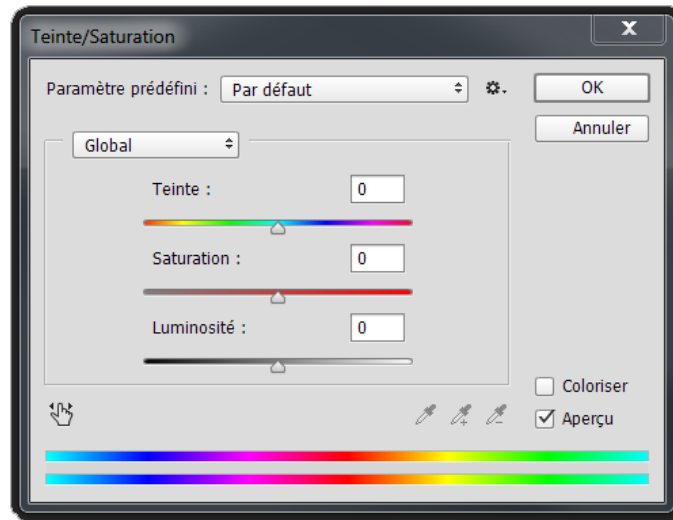 Teinte/Saturation
X
Paramètre prédéfini : Par défaut
OK
Annuler
Global
Teinte : 0
Saturation : 0
Luminosité : 0
Coloriser
Aperçu